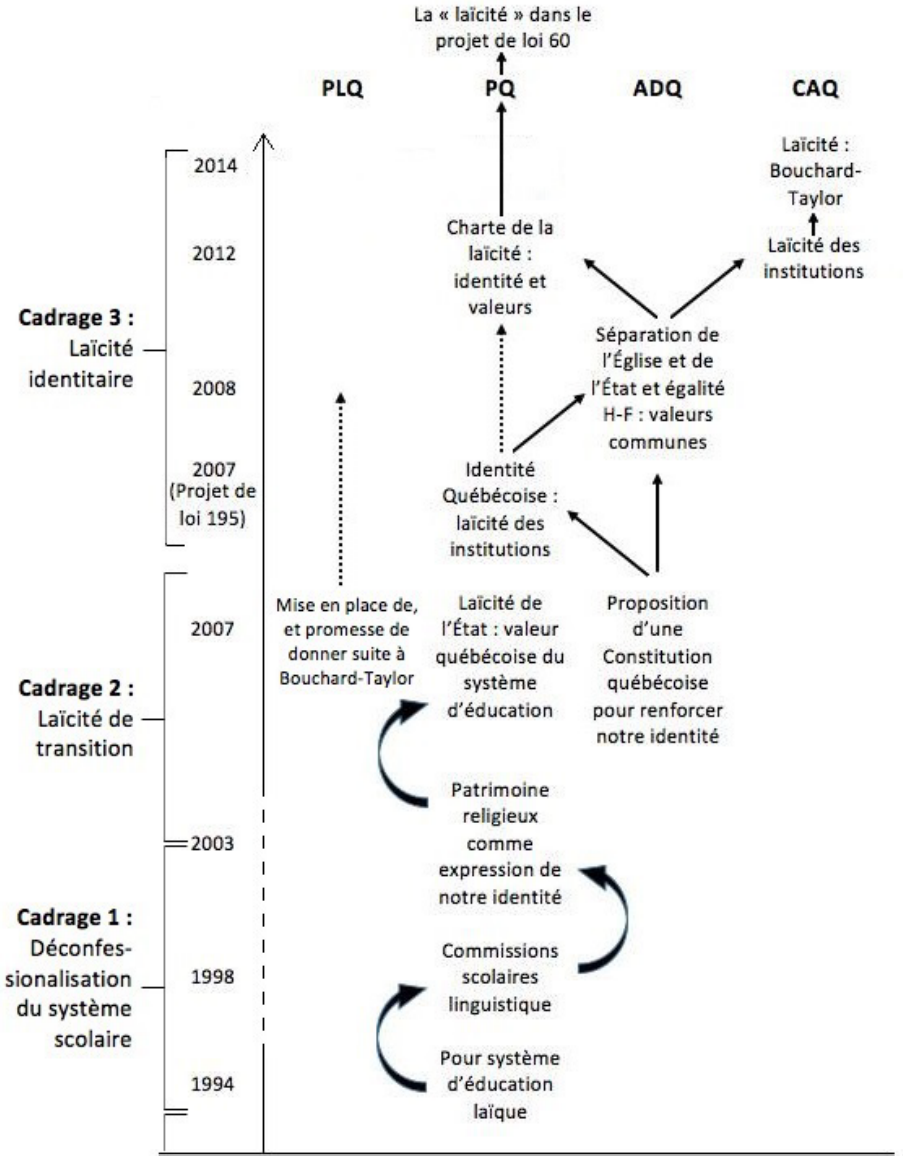 La « laïcité » dans le
projet de loi 60
PLQ
PQ
ADQ
CAQ
2014
Laïcité :
Bouchard-
Taylor
2012
Charte de la
laïcité :
identité et
valeurs
Laïcité des
institutions
Cadrage 3 :
Laïcité
identitaire
2008
Séparation de
l’Église et de
l’État et égalité
H-F : valeurs
communes
2007
(Projet de
loi 195)
Identité
Québécoise :
laïcité des
institutions
Cadrage 2 :
Laïcité de
transition
2007
Mise en place de,
et promesse de
donner suite à
Bouchard-Taylor
Laïcité de
l’État : valeur
québécoise du
système
d’éducation
Proposition
d’une
Constitution
québécoise
pour renforcer
notre identité
2003
Patrimoine
religieux
comme
expression de
notre identité
Cadrage 1 :
Déconfes-
sionalisation
du système
scolaire
1998
Commissions
scolaires
linguistique
1994
Pour système
d’éducation
laïque